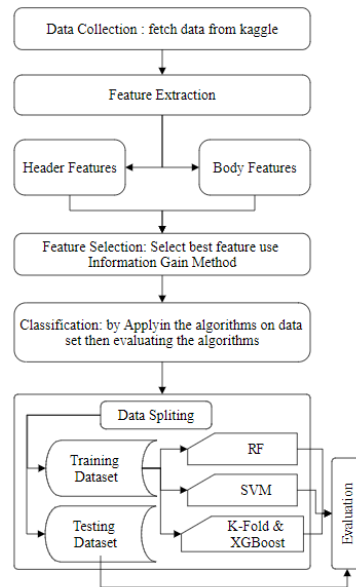 Data Collection : fetch data from kaggle
Feature Extraction
Header Features
Body Features
Feature Selection: Select best feature use
Information Gain Method
Classification: by Applyin the algorithms on data
set then evaluating the algorithms
Data Spliting
Training
Dataset
RF
SVM
Testing
Dataset
K-Fold &
XGBoost
Evaluation